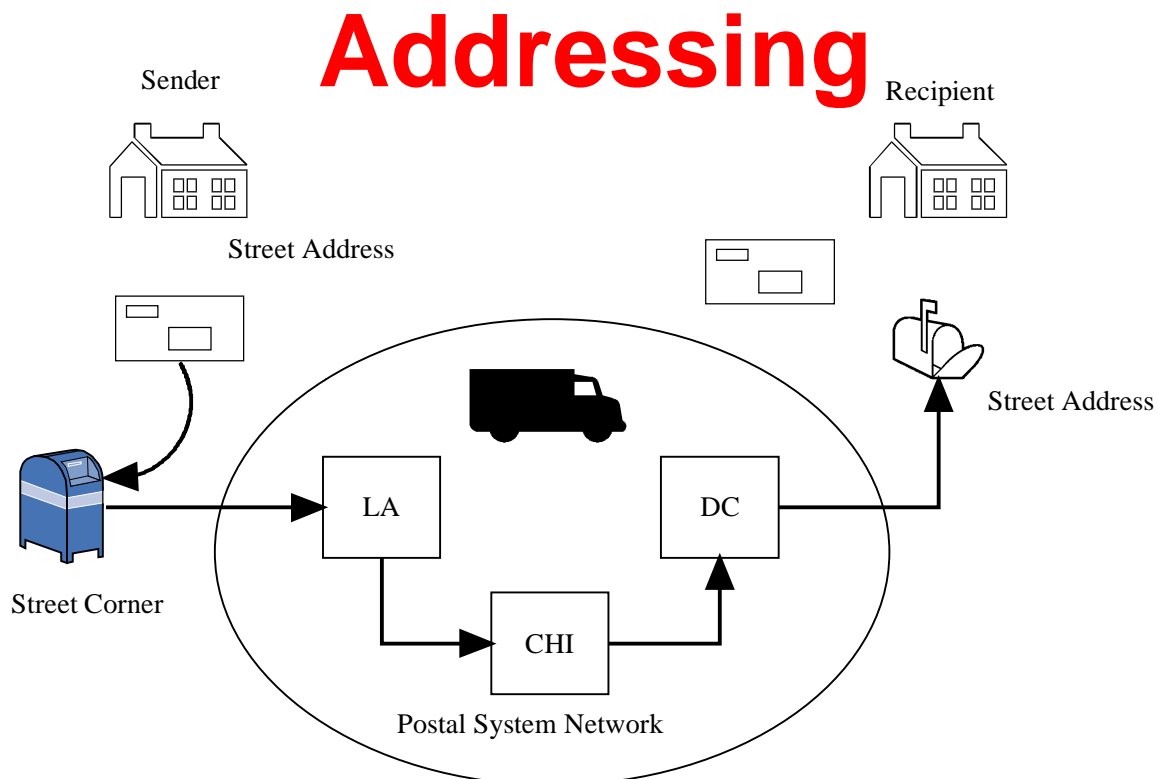 Addressing
Sender
Recipient
Street Address
Street Address
LA
DC
Street Corner
CHI
Postal System Network